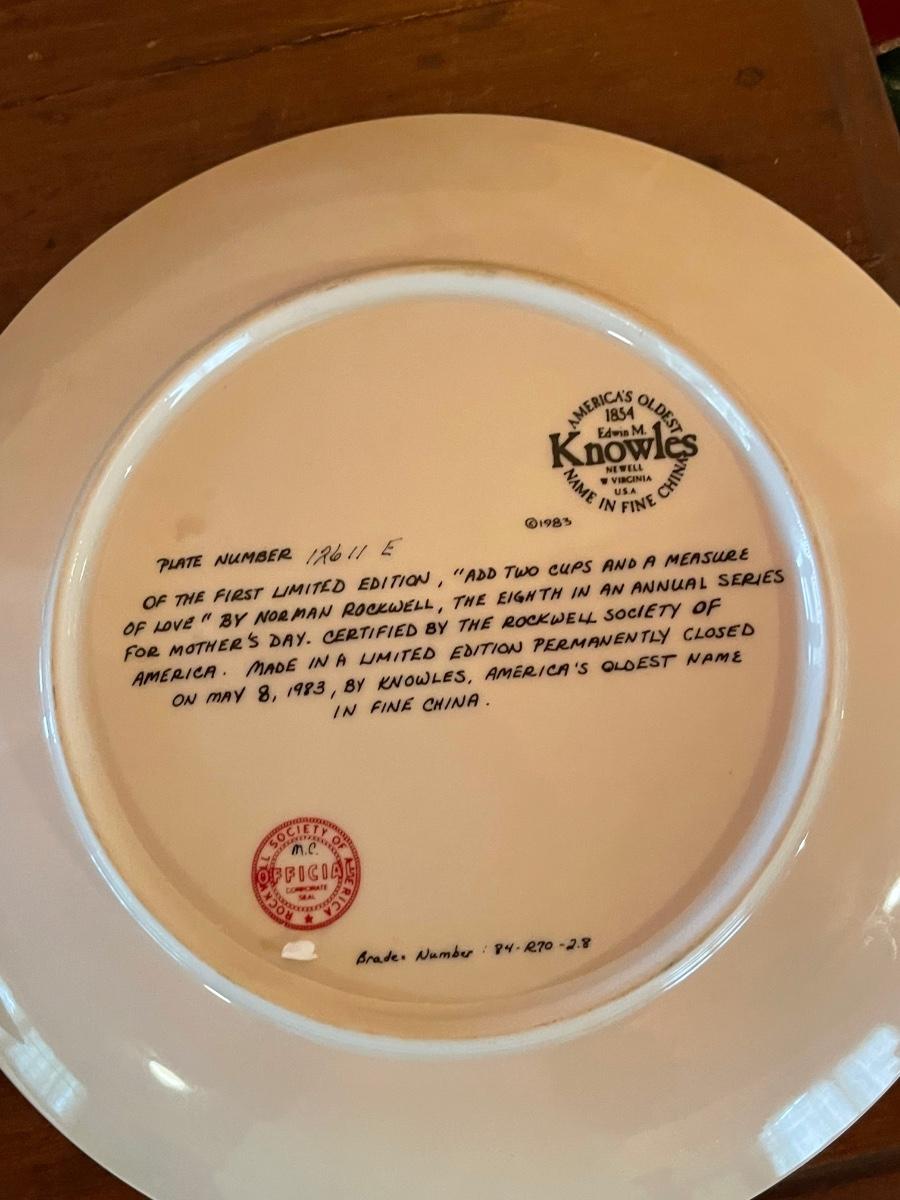 AMERICA'S OLDEST
1854
Edwin M.
Knowles
NEWELL
W VIRGINIA
U.S.A
NAME IN FINE CHINA
©1983
PLATE NUMBER 12611 E
OF THE FIRST LIMITED EDITION, "ADD TWO CUPS AND A MEASURE
OF LOVE" BY NORMAN ROCKWELL, THE EIGHTH IN AN ANNUAL SERIES
FOR MOTHER'S DAY. CERTIFIED BY THE ROCKWELL SOCIETY OF
AMERICA. MADE IN A LIMITED EDITION PERMANENTLY CLOSED
ON MAY 8, 1983, BY KNOWLES, AMERICA'S OLDEST NAME
IN FINE CHINA.
ROCKWELL SOCIETY OF AMERICA
M.C.
OFFICIAL
CORPORATE
SEAL
Bradex Number: 84-R70-2.8